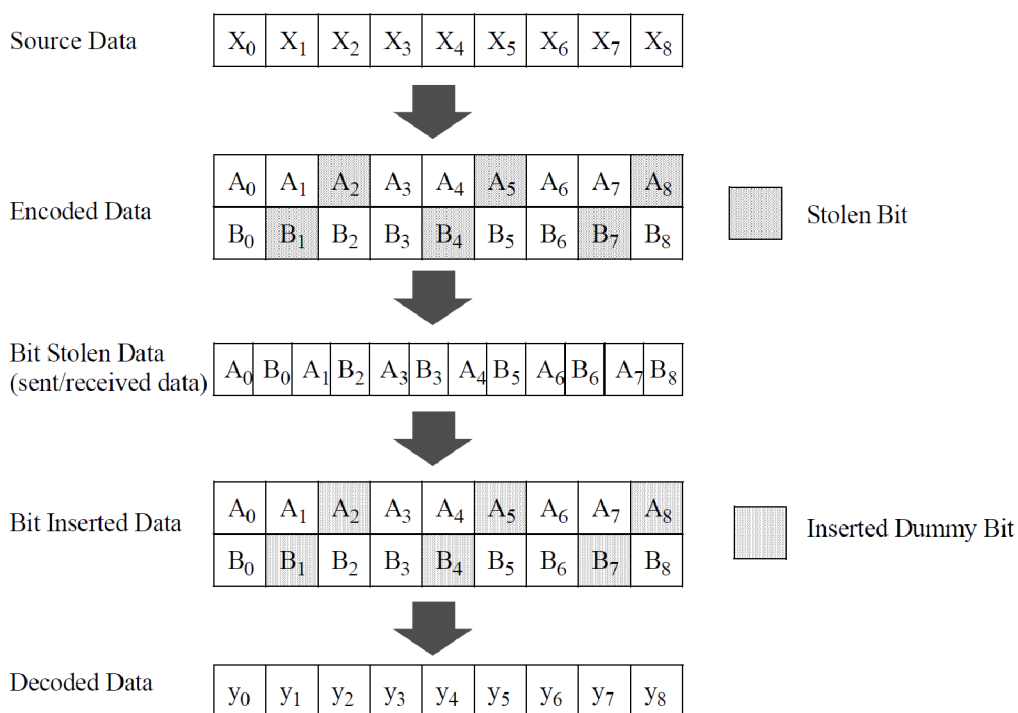 Source Data X₀ X₁ X₂ X₃ X₄ X₅ X₆ X₇ X₈
A₀ A₁ A₂ A₃ A₄ A₅ A₆ A₇ A₈
Encoded Data
Stolen Bit
B₀ B₁ B₂ B₃ B₄ B₅ B₆ B₇ B₈
Bit Stolen Data
(sent/received data)
A₀ B₀ A₁ B₂ A₃ B₃ A₄ B₅ A₆ B₆ A₇ B₈
A₀ A₁ A₂ A₃ A₄ A₅ A₆ A₇ A₈
Bit Inserted Data
Inserted Dummy Bit
B₀ B₁ B₂ B₃ B₄ B₅ B₆ B₇ B₈
Decoded Data y₀ y₁ y₂ y₃ y₄ y₅ y₆ y₇ y₈